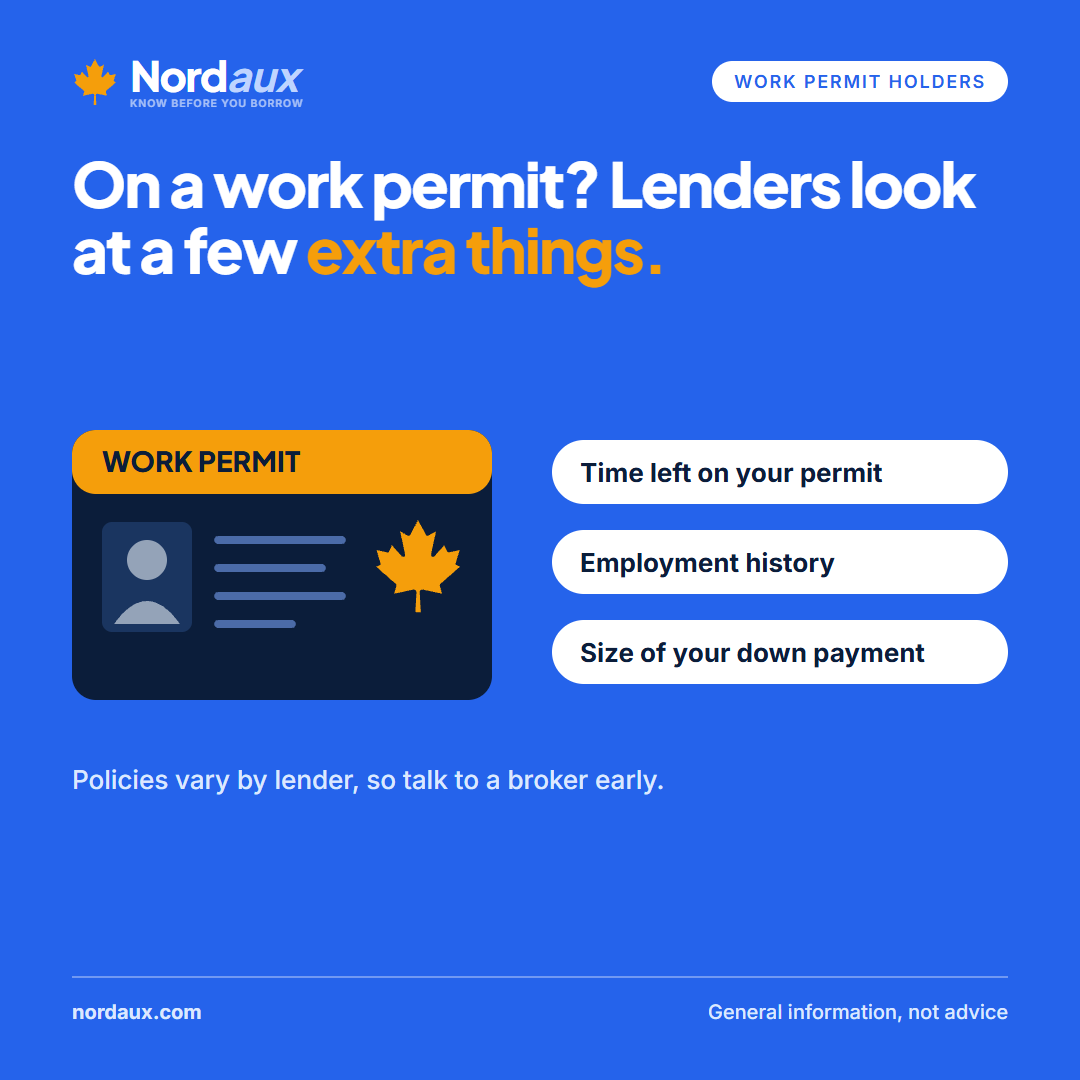 Nordaux
KNOW BEFORE YOU BORROW
WORK PERMIT HOLDERS
On a work permit? Lenders look
at a few extra things.
WORK PERMIT
Time left on your permit
Employment history
Size of your down payment
Policies vary by lender, so talk to a broker early.
nordaux.com
General information, not advice